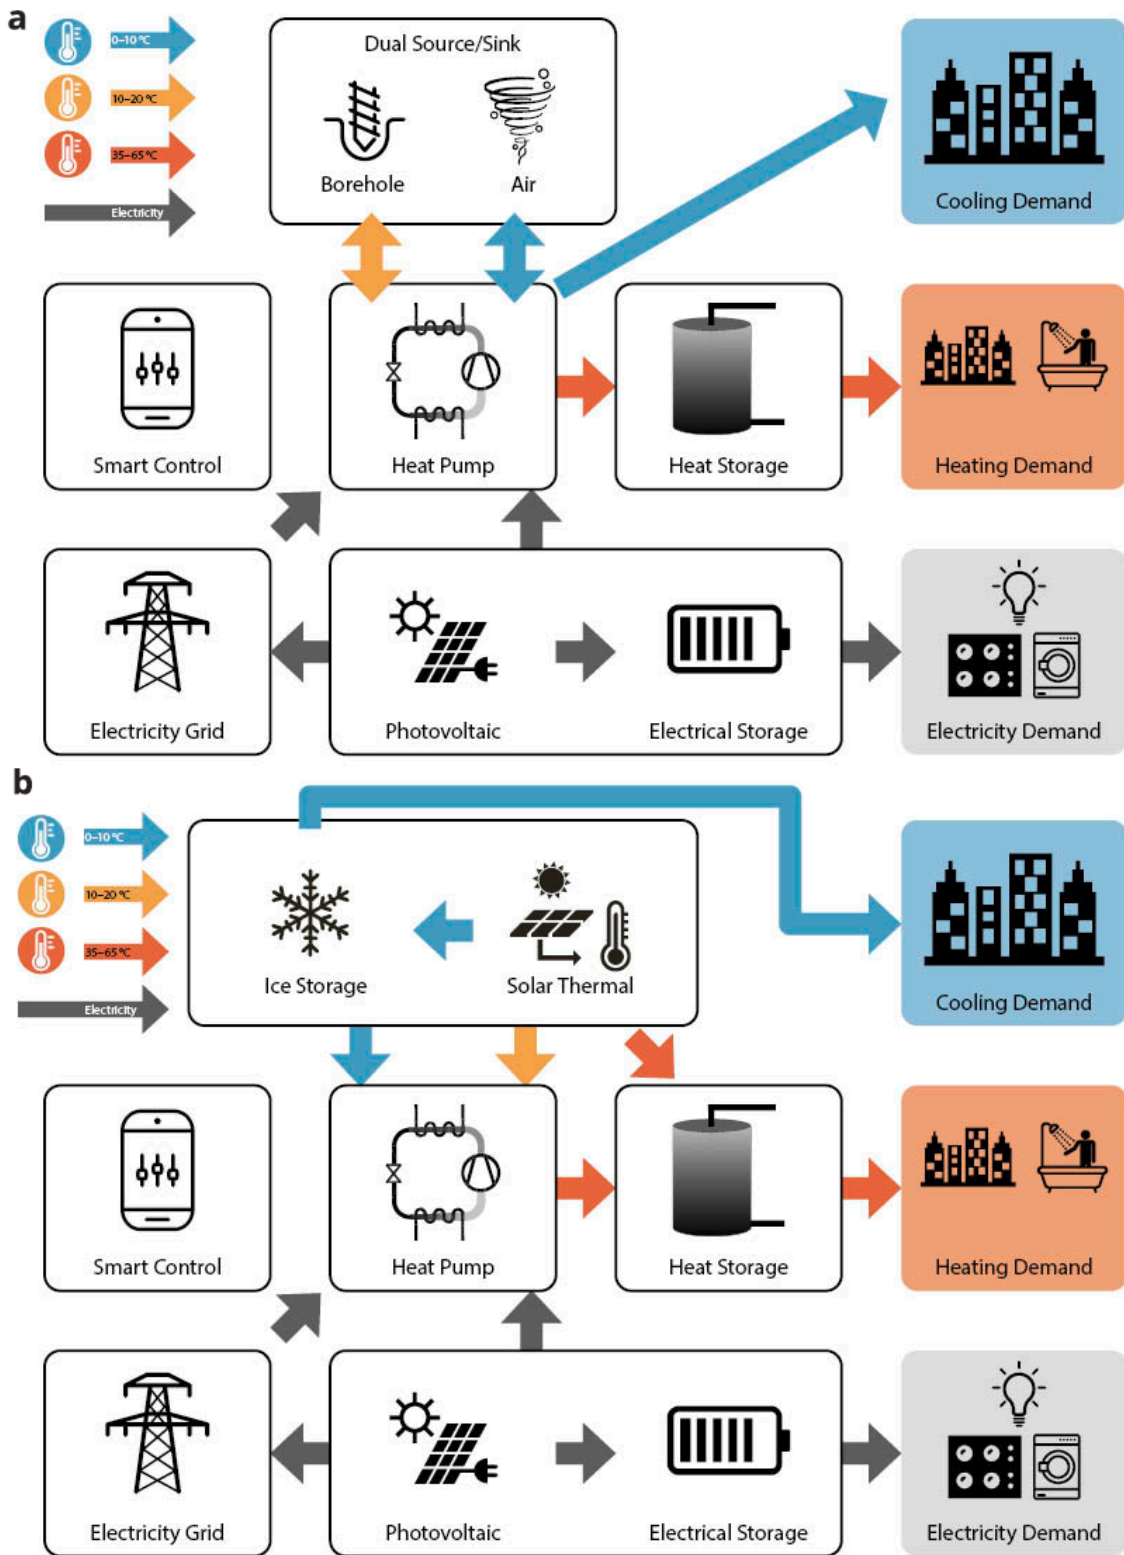 a
0–10 °C
10–20 °C
35–65 °C
Electricity
Dual Source/Sink
Borehole
Air
Cooling Demand
Smart Control
Heat Pump
Heat Storage
Heating Demand
Electricity Grid
Photovoltaic
Electrical Storage
Electricity Demand
b
0–10 °C
10–20 °C
35–65 °C
Electricity
Ice Storage
Solar Thermal
Cooling Demand
Smart Control
Heat Pump
Heat Storage
Heating Demand
Electricity Grid
Photovoltaic
Electrical Storage
Electricity Demand